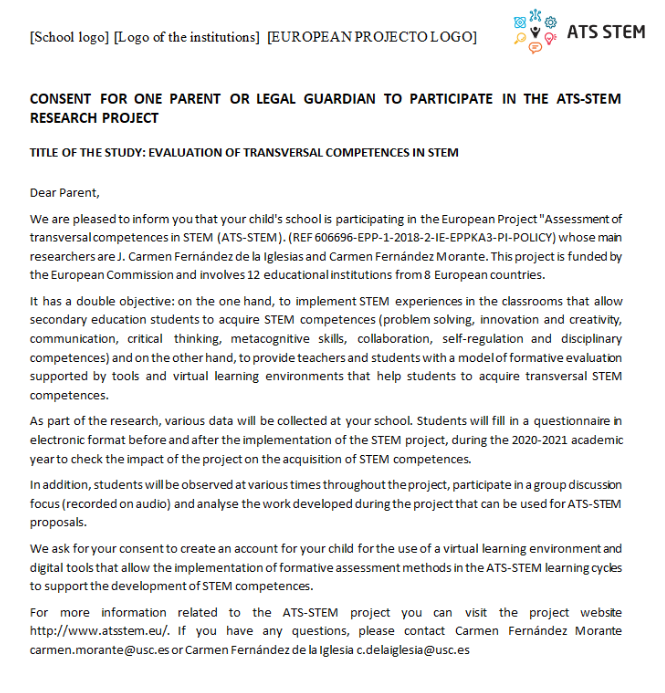 [School logo] [Logo of the institutions] [EUROPEAN PROJECTO LOGO]
ATS STEM
CONSENT FOR ONE PARENT OR LEGAL GUARDIAN TO PARTICIPATE IN THE ATS-STEM
RESEARCH PROJECT
TITLE OF THE STUDY: EVALUATION OF TRANSVERSAL COMPETENCES IN STEM
Dear Parent,
We are pleased to inform you that your child's school is participating in the European Project "Assessment of
transversal competences in STEM (ATS-STEM). (REF 606696-EPP-1-2018-2-IE-EPPKA3-PI-POLICY) whose main
researchers are J. Carmen Fernández de la Iglesias and Carmen Fernández Morante. This project is funded by
the European Commission and involves 12 educational institutions from 8 European countries.
It has a double objective: on the one hand, to implement STEM experiences in the classrooms that allow
secondary education students to acquire STEM competences (problem solving, innovation and creativity,
communication, critical thinking, metacognitive skills, collaboration, self-regulation and disciplinary
competences) and on the other hand, to provide teachers and students with a model of formative evaluation
supported by tools and virtual learning environments that help students to acquire transversal STEM
competences.
As part of the research, various data will be collected at your school. Students will fill in a questionnaire in
electronic format before and after the implementation of the STEM project, during the 2020-2021 academic
year to check the impact of the project on the acquisition of STEM competences.
In addition, students will be observed at various times throughout the project, participate in a group discussion
focus (recorded on audio) and analyse the work developed during the project that can be used for ATS-STEM
proposals.
We ask for your consent to create an account for your child for the use of a virtual learning environment and
digital tools that allow the implementation of formative assessment methods in the ATS-STEM learning cycles
to support the development of STEM competences.
For more information related to the ATS-STEM project you can visit the project website
http://www.atsstem.eu/. If you have any questions, please contact Carmen Fernández Morante
carmen.morante@usc.es or Carmen Fernández de la Iglesia c.delaiglesia@usc.es